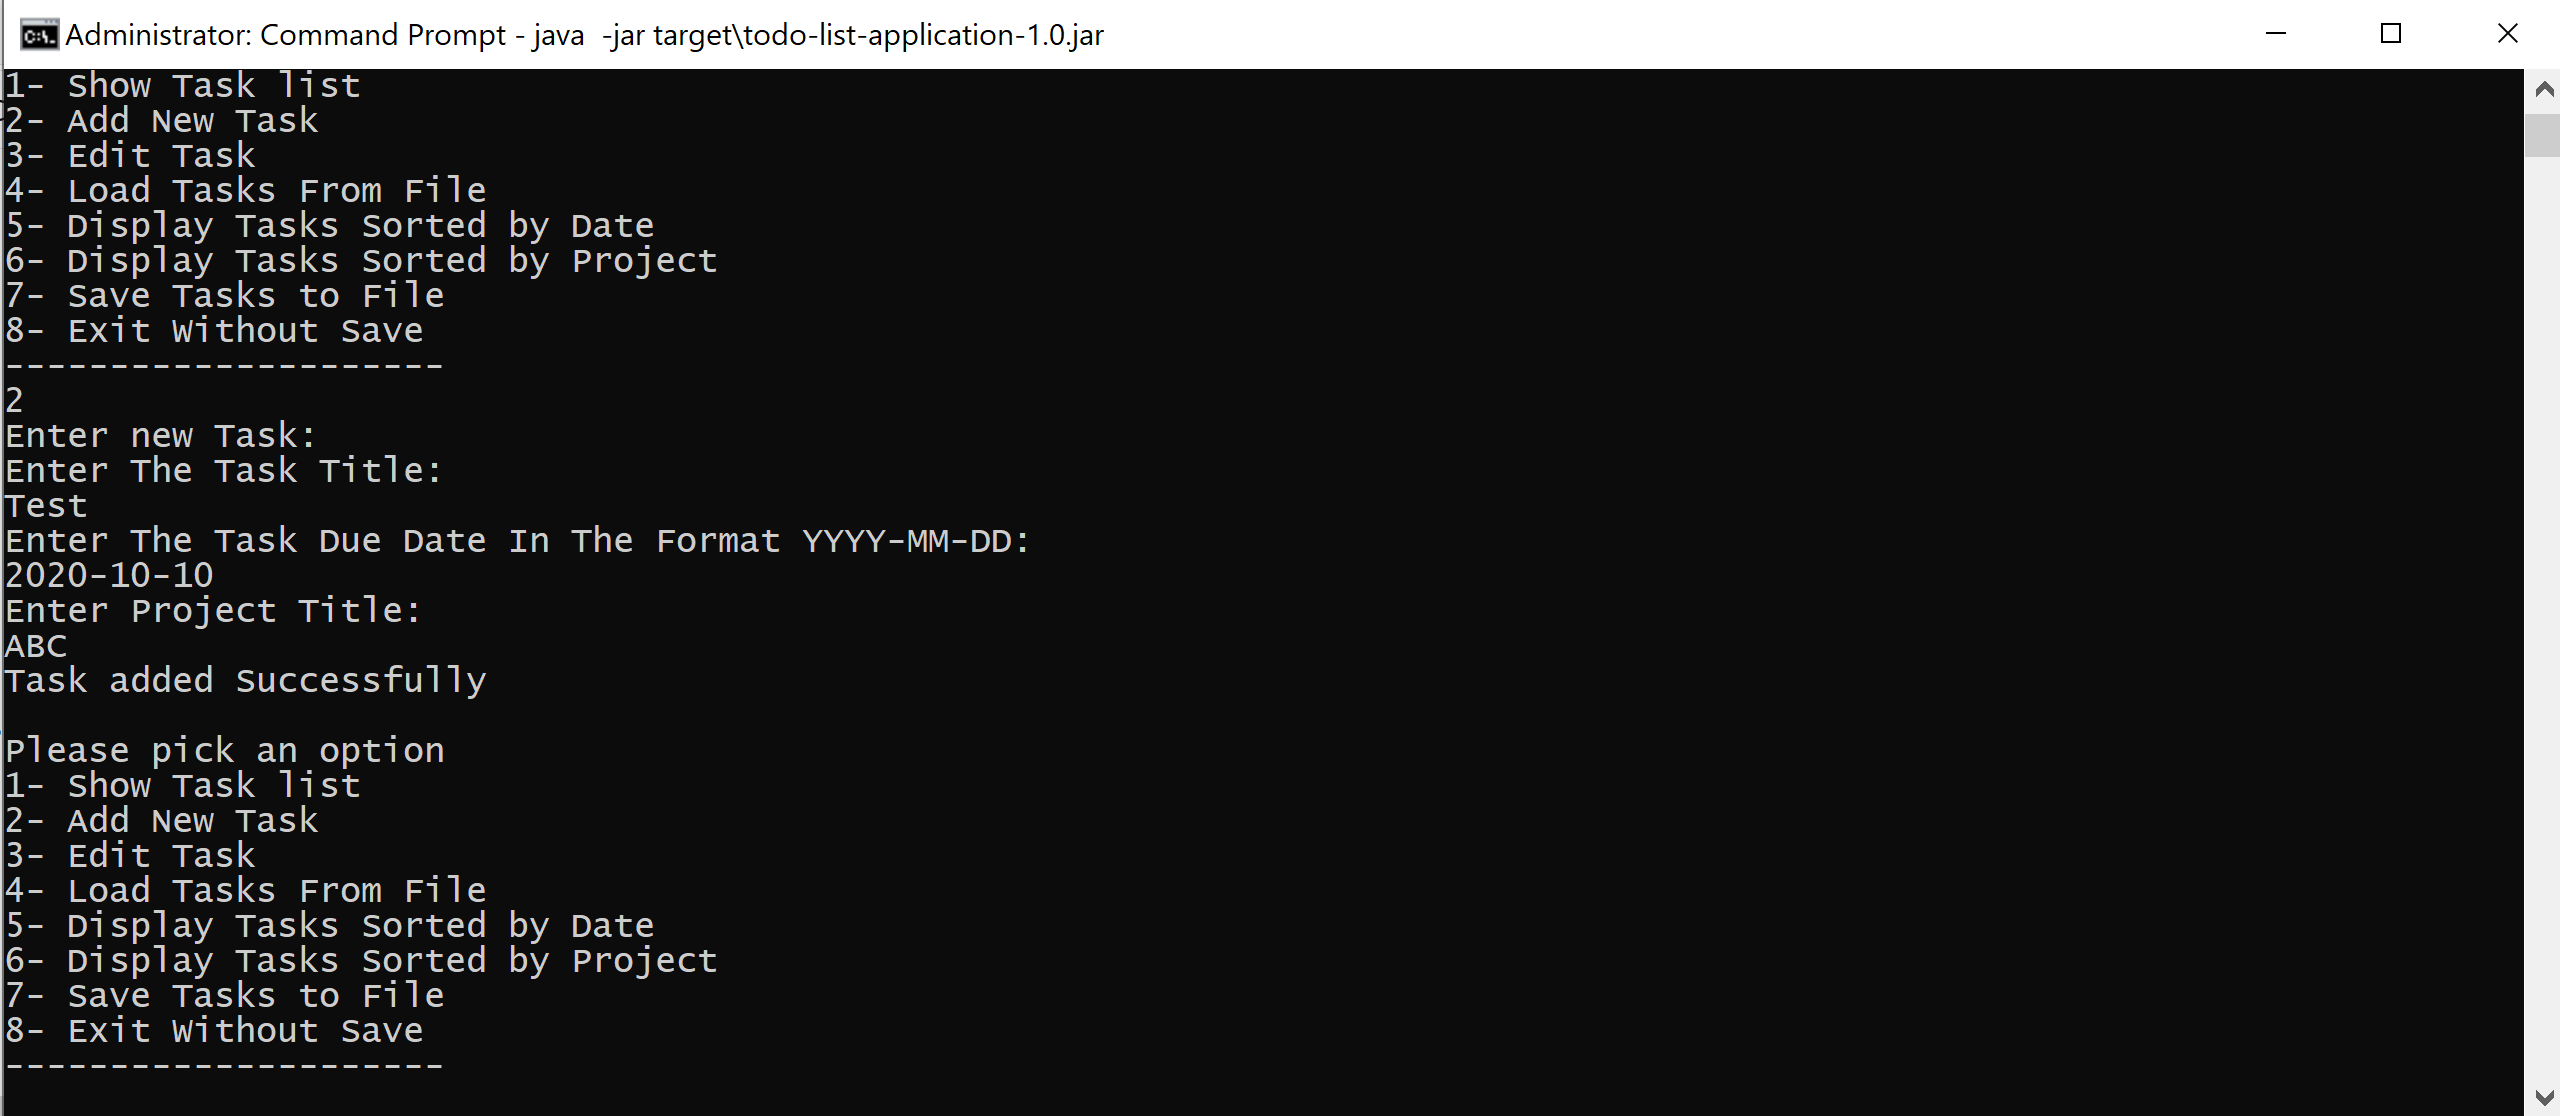 Administrator: Command Prompt - java  -jar target\todo-list-application-1.0.jar
1- Show Task list
2- Add New Task
3- Edit Task
4- Load Tasks From File
5- Display Tasks Sorted by Date
6- Display Tasks Sorted by Project
7- Save Tasks to File
8- Exit Without Save
---------------------
2
Enter new Task:
Enter The Task Title:
Test
Enter The Task Due Date In The Format YYYY-MM-DD:
2020-10-10
Enter Project Title:
ABC
Task added Successfully

Please pick an option
1- Show Task list
2- Add New Task
3- Edit Task
4- Load Tasks From File
5- Display Tasks Sorted by Date
6- Display Tasks Sorted by Project
7- Save Tasks to File
8- Exit Without Save
---------------------